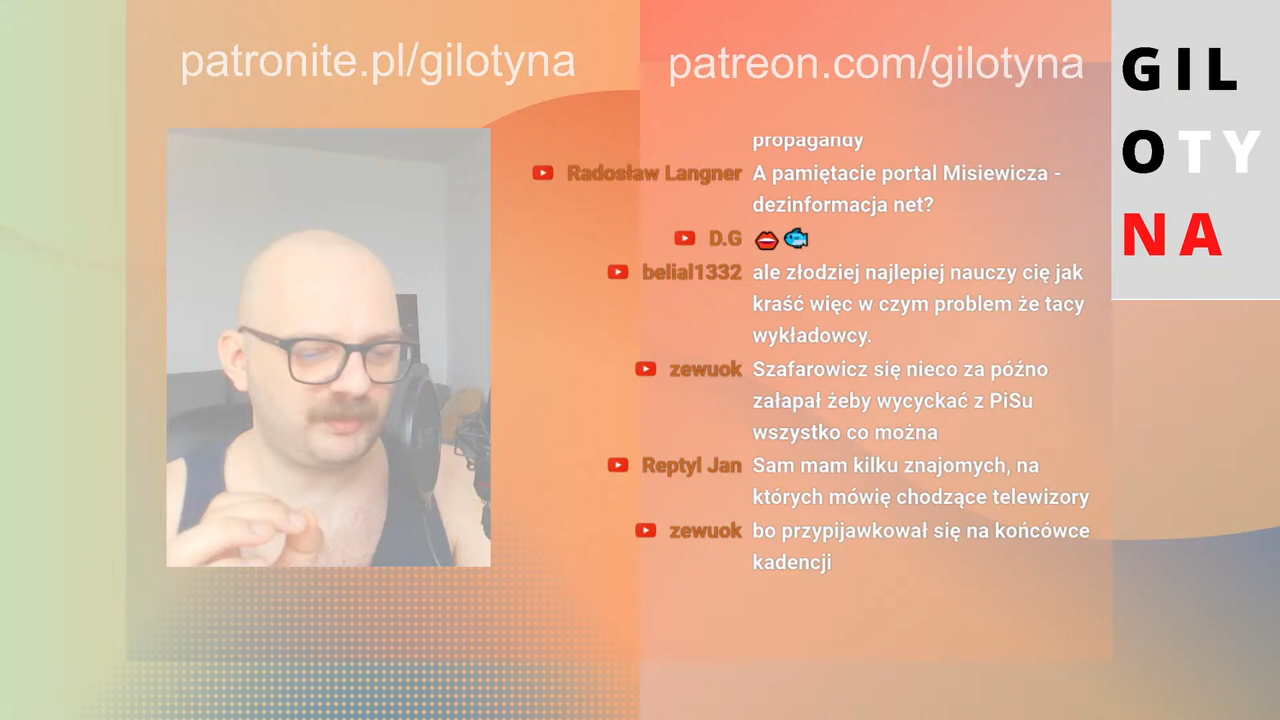 patronite.pl/gilotyna
patreon.com/gilotyna
GIL
OTY
NA
propagandy
Radosław Langner A pamiętacie portal Misiewicza -
dezinformacja net?
D.G 
belial1332 ale złodziej najlepiej nauczy cię jak
kraść więc w czym problem że tacy
wykładowcy.
zewuok Szafarowicz się nieco za późno
załapał żeby wycyckać z PiSu
wszystko co można
Reptyl Jan Sam mam kilku znajomych, na
których mówię chodzące telewizory
zewuok bo przypijawkował się na końcówce
kadencji